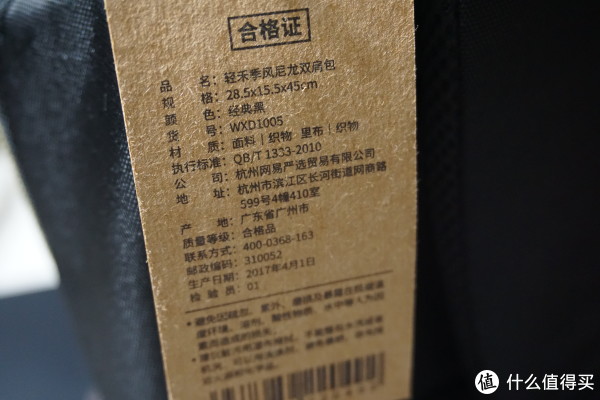 合格证
品 名：轻禾季风尼龙双肩包
规 格：28.5x15.5x45cm
颜 色：经典黑
货 号：WXD1005
材 质：面料｜织物 里布｜织物
执行标准：QB/T 1333-2010
公 司：杭州网易严选贸易有限公司
地 址：杭州市滨江区长河街道网商路
599号4幢410室
产 地：广东省广州市
质量等级：合格品
联系方式：400-0368-163
邮政编码：310052
生产日期：2017年4月1日
检 验 员：01
值 什么值得买